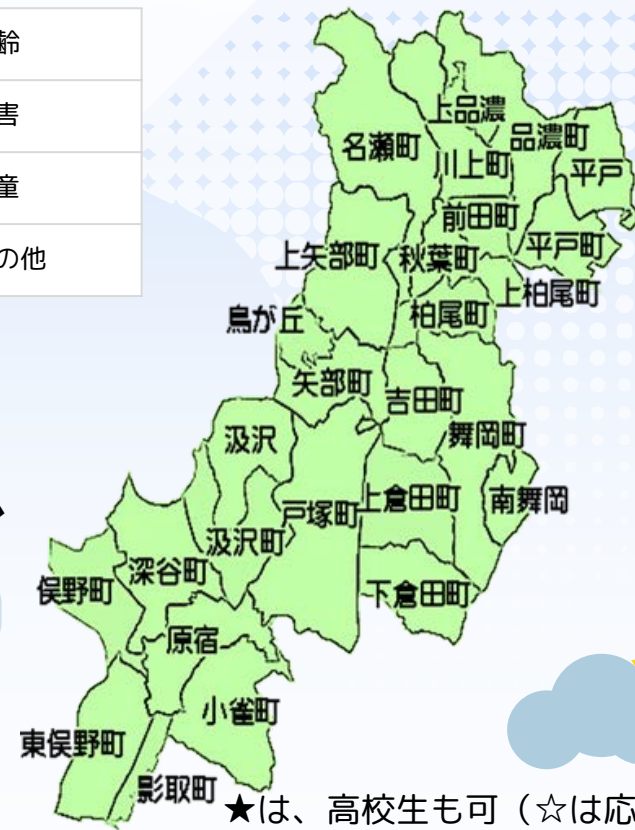 齢
害
童
の他
上品濃
名瀬町
品濃町
川上町
平戸
前田町
上矢部町
秋葉町
平戸町
上柏尾町
柏尾町
鳥が丘
矢部町
吉田町
舞岡町
汲沢
戸塚町
上倉田町
南舞岡
汲沢町
深谷町
俣野町
下倉田町
原宿
小雀町
東俣野町
影取町
★は、高校生も可（☆は応